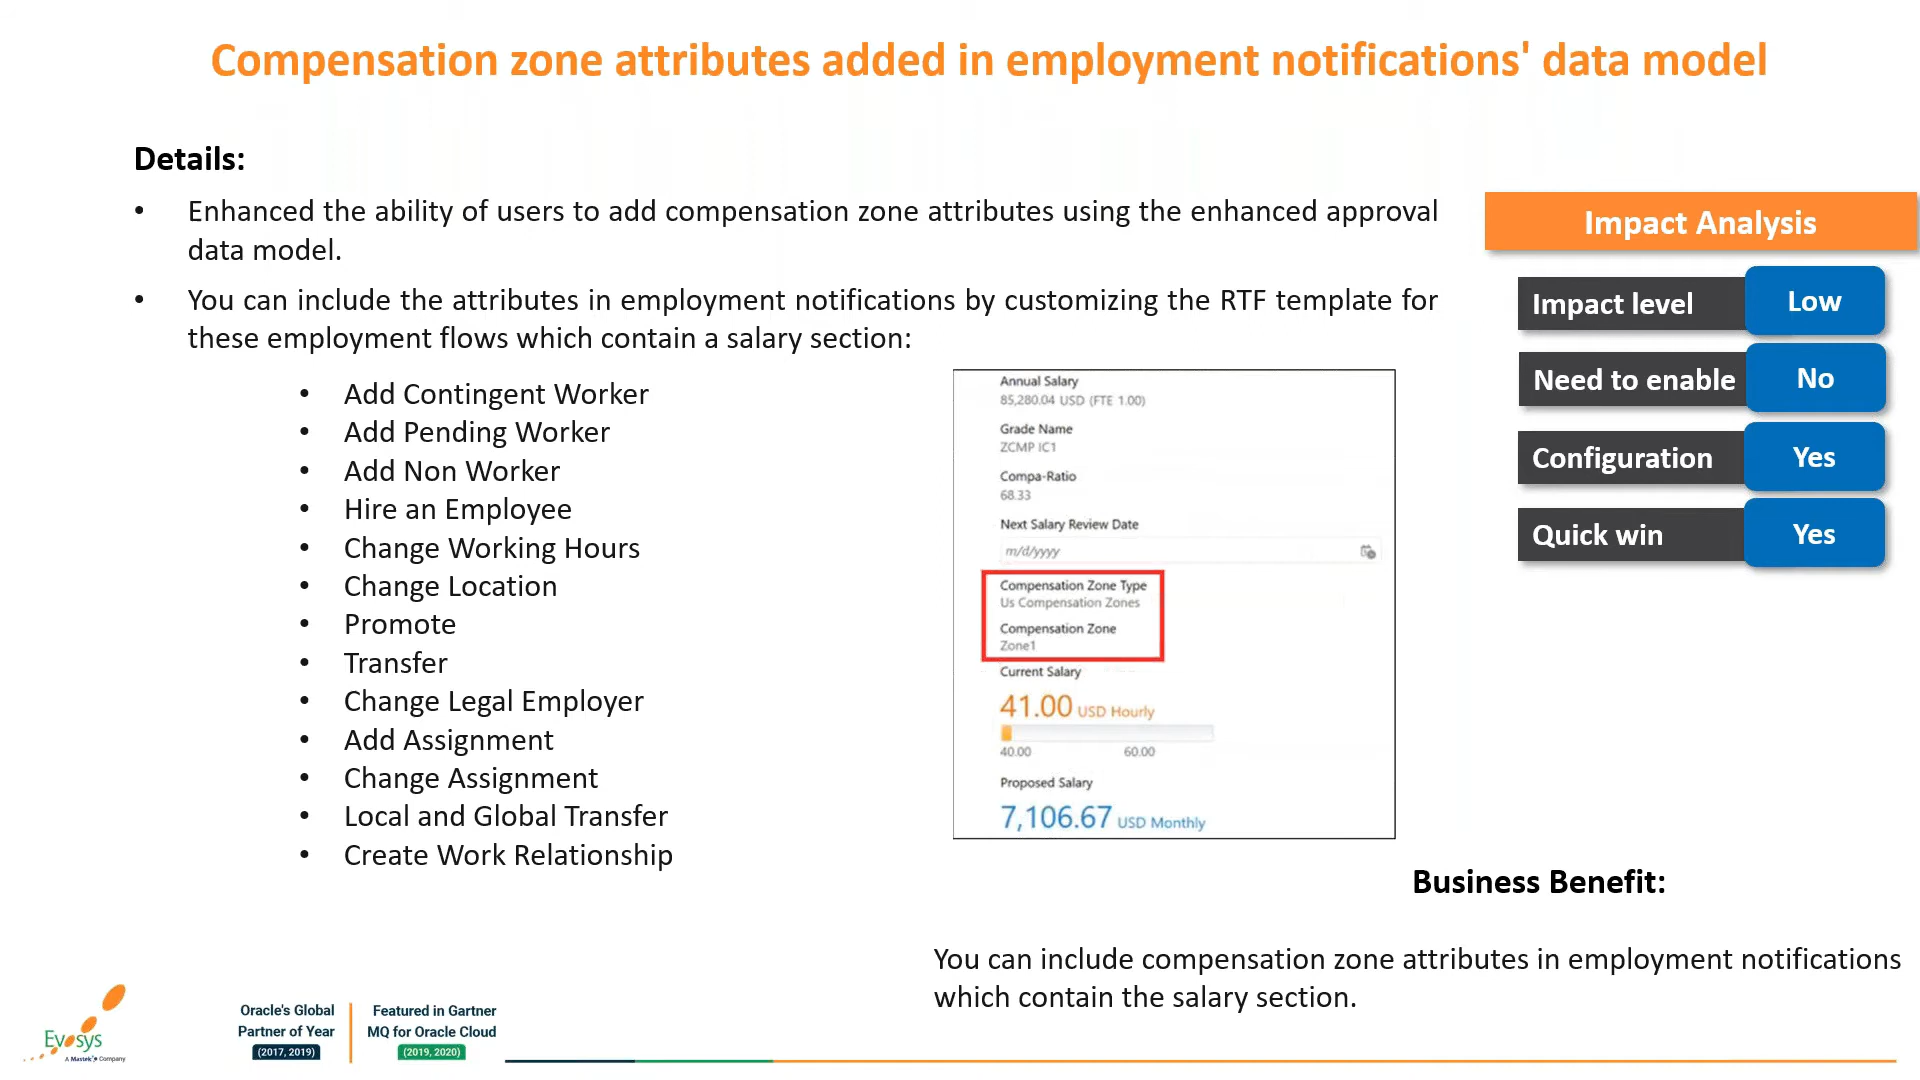 Compensation zone attributes added in employment notifications' data model
Details:
• Enhanced the ability of users to add compensation zone attributes using the enhanced approval
data model.
• You can include the attributes in employment notifications by customizing the RTF template for
these employment flows which contain a salary section:
• Add Contingent Worker
• Add Pending Worker
• Add Non Worker
• Hire an Employee
• Change Working Hours
• Change Location
• Promote
• Transfer
• Change Legal Employer
• Add Assignment
• Change Assignment
• Local and Global Transfer
• Create Work Relationship
Annual Salary
85,280.04 USD (FTE 1.00)
Grade Name
ZCMP IC1
Compa-Ratio
68.33
Next Salary Review Date
m/d/yyyy
Compensation Zone Type
Us Compensation Zones
Compensation Zone
Zone1
Current Salary
41.00 USD Hourly
40.00 60.00
Proposed Salary
7,106.67 USD Monthly
Impact Analysis
Impact level Low
Need to enable No
Configuration Yes
Quick win Yes
Business Benefit:
You can include compensation zone attributes in employment notifications
which contain the salary section.
Evosys
A Mastek Company
Oracle's Global
Partner of Year
(2017, 2019)
Featured in Gartner
MQ for Oracle Cloud
(2019, 2020)